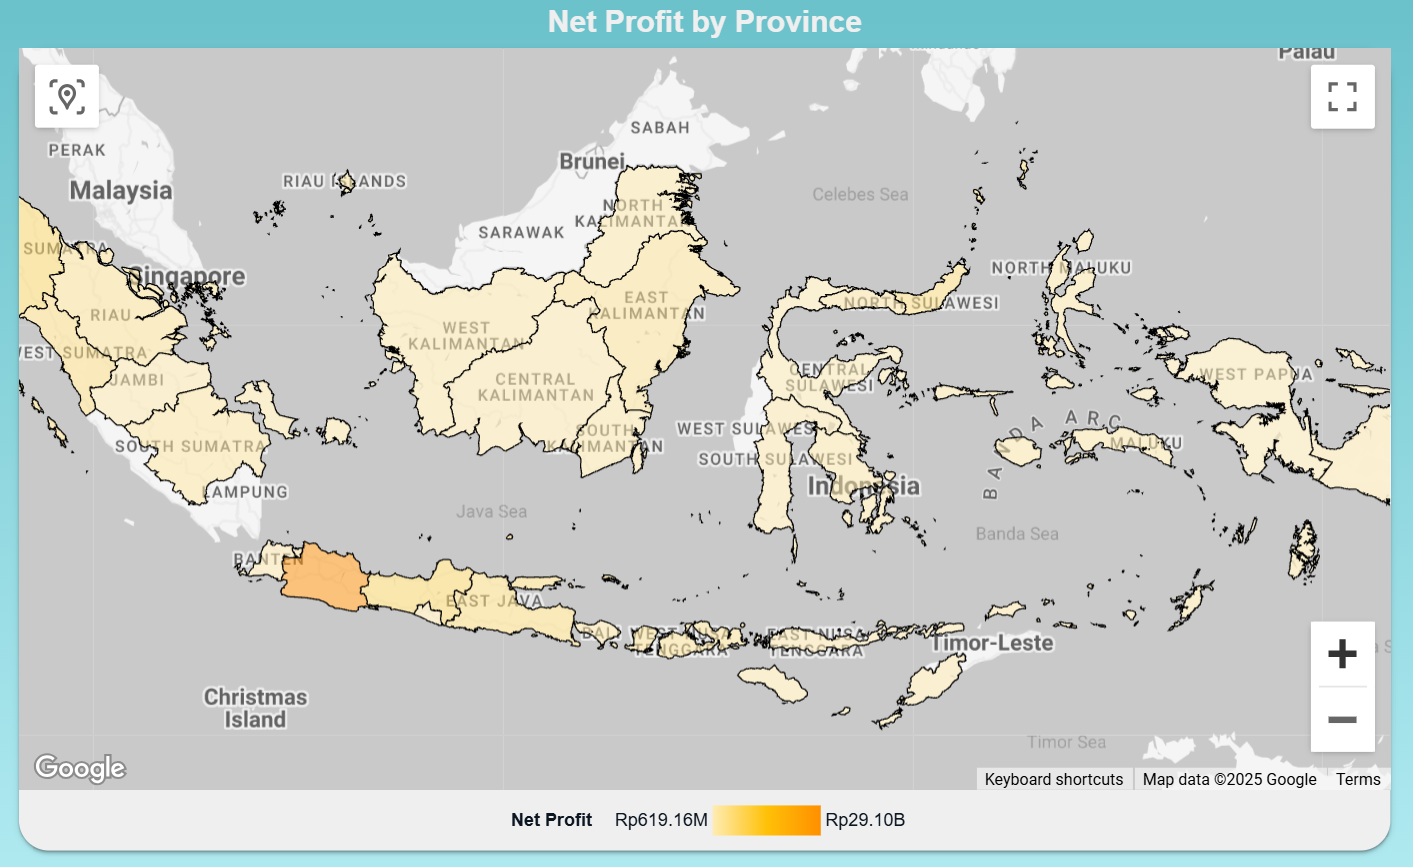 Net Profit by Province
Palau
PERAK
Malaysia
SABAH
Brunei
RIAU ISLANDS
NORTH
KALIMANTAN
Celebes Sea
SARAWAK
SUMATRA
Singapore
NORTH MALUKU
RIAU
EAST
KALIMANTAN
NORTH SULAWESI
WEST
KALIMANTAN
WEST SUMATRA
JAMBI
CENTRAL
KALIMANTAN
CENTRAL
SULAWESI
WEST PAPUA
SOUTH
KALIMANTAN
WEST SULAWESI
BANDA ARC
MALUKU
SOUTH SUMATRA
SOUTH SULAWESI
Indonesia
LAMPUNG
Java Sea
Banda Sea
BANTEN
EAST JAVA
BALI
WEST NUSA
TENGGARA
EAST NUSA
TENGGARA
Timor-Leste
Christmas
Island
Timor Sea
Google
Keyboard shortcuts
Map data ©2025 Google
Terms
Net Profit Rp619.16M Rp29.10B